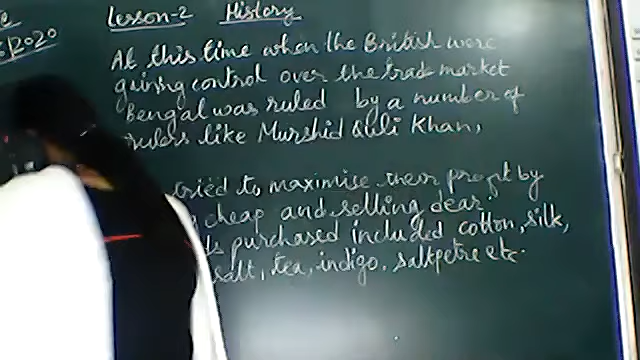 Lesson-2 History
2020
At this time when the British were
gaining control over the trade market
Bengal was ruled by a number of
rulers like Murshid Quli Khan,
tried to maximise their profit by
cheap and selling dear.
purchased included cotton, silk,
salt, tea, indigo, saltpetre etc.